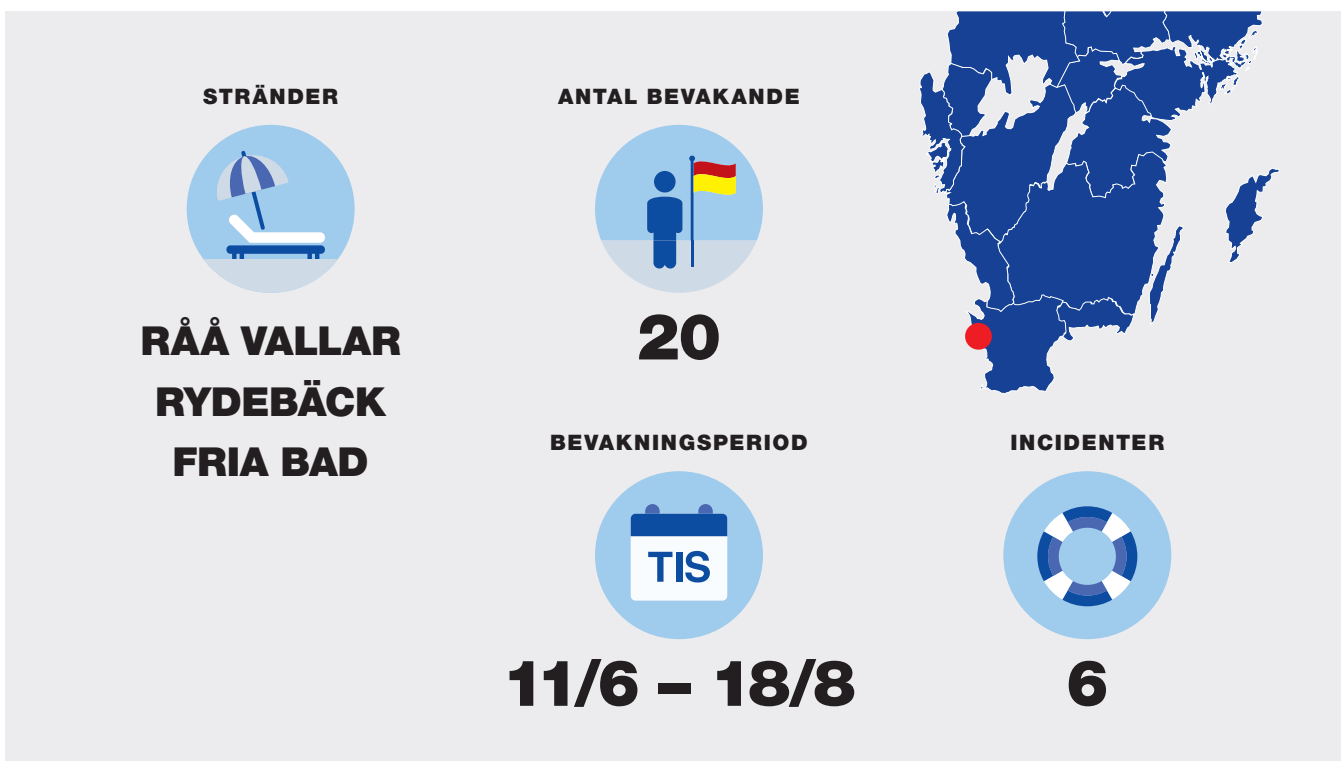 STRÄNDER
RÅÅ VALLAR
RYDEBÄCK
FRIA BAD
ANTAL BEVAKANDE
20
BEVAKNINGSPERIOD
TIS
11/6 – 18/8
INCIDENTER
6